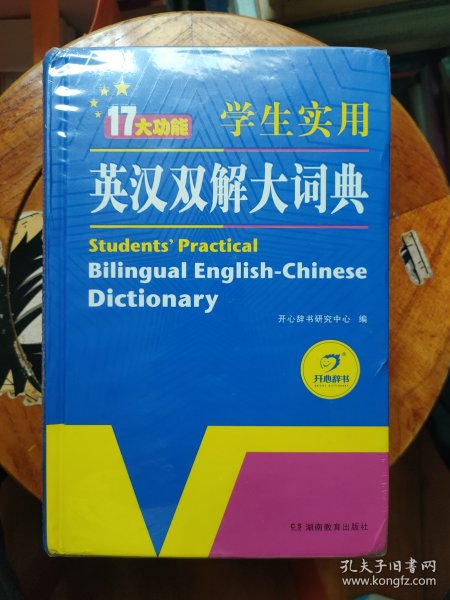 17大功能
学生实用
英汉双解大词典
Students' Practical
Bilingual English-Chinese
Dictionary
开心辞书研究中心 编
开心辞书
湖南教育出版社
孔夫子旧书网
www.kongfz.com